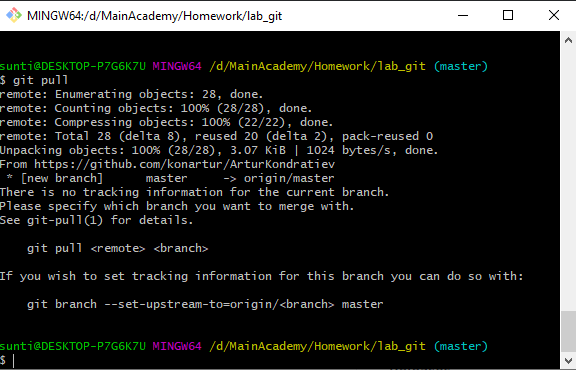 MINGW64:/d/MainAcademy/Homework/lab_git
sunti@DESKTOP-P7G6K7U MINGW64 /d/MainAcademy/Homework/lab_git (master)
$ git pull
remote: Enumerating objects: 28, done.
remote: Counting objects: 100% (28/28), done.
remote: Compressing objects: 100% (22/22), done.
remote: Total 28 (delta 8), reused 20 (delta 2), pack-reused 0
Unpacking objects: 100% (28/28), 3.07 KiB | 1024 bytes/s, done.
From https://github.com/konartur/ArturKondratiev
 * [new branch]      master     -> origin/master
There is no tracking information for the current branch.
Please specify which branch you want to merge with.
See git-pull(1) for details.
    git pull <remote> <branch>
If you wish to set tracking information for this branch you can do so with:
    git branch --set-upstream-to=origin/<branch> master
sunti@DESKTOP-P7G6K7U MINGW64 /d/MainAcademy/Homework/lab_git (master)
$